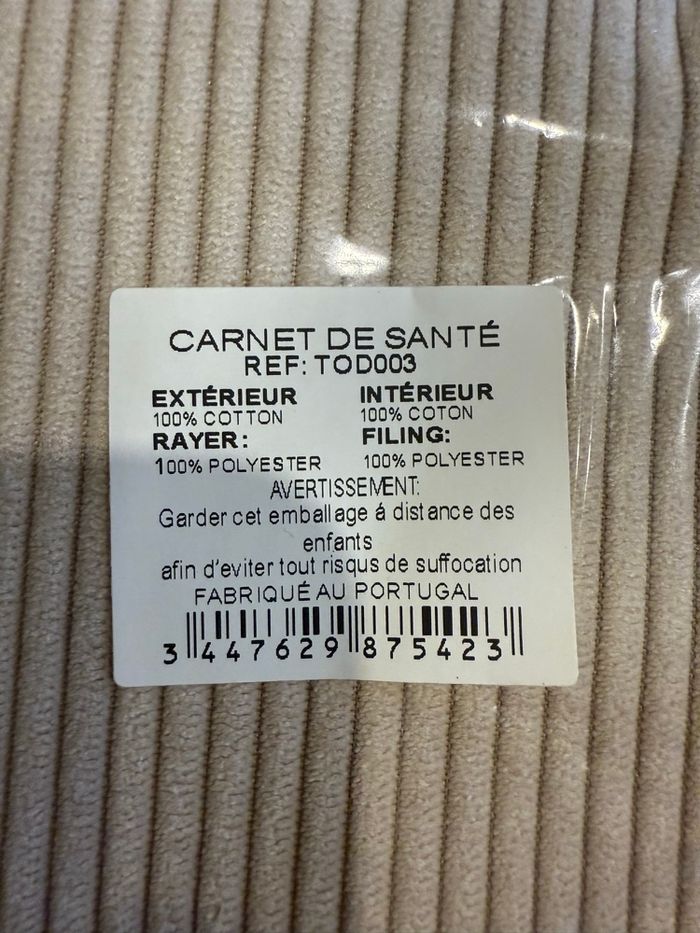 CARNET DE SANTÉ
REF: TOD003
EXTÉRIEUR INTÉRIEUR
100% COTTON 100% COTON
RAYER: FILING:
100% POLYESTER 100% POLYESTER
AVERTISSEMENT:
Garder cet emballage á distance des
enfants
afin d'eviter tout risqus de suffocation
FABRIQUÉ AU PORTUGAL
3 447629 875423